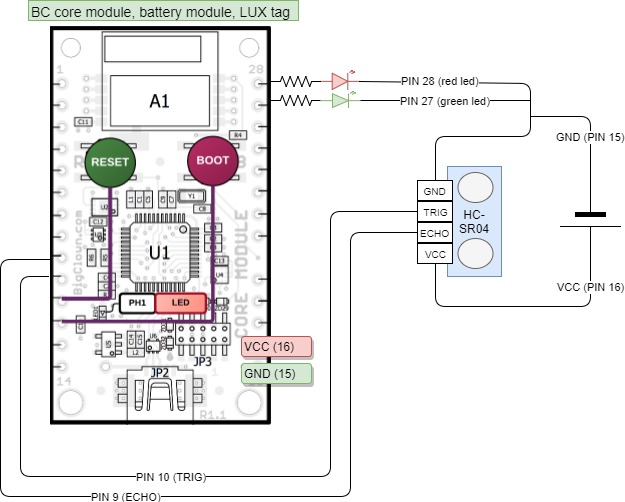 BC core module, battery module, LUX tag
1
28
A1
C11
R4
RESET
BOOT
PIN 28 (red led)
PIN 27 (green led)
GND (PIN 15)
GND
TRIG
ECHO
VCC
HC-
SR04
VCC (PIN 16)
Y1
C8
C12
U1
C13
U4
R6
R5
BigClown.com
CORE MODULE
PH1
LED
LED1
U5
L2
JP3
VCC (16)
GND (15)
14
JP2
R1.1
PIN 10 (TRIG)
PIN 9 (ECHO)